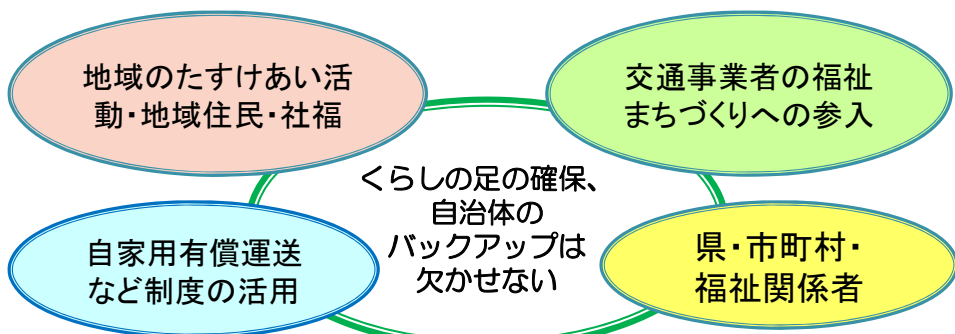 地域のたすけあい活
動・地域住民・社福
交通事業者の福祉
まちづくりへの参入
くらしの足の確保、
自治体の
バックアップは
欠かせない
自家用有償運送
など制度の活用
県・市町村・
福祉関係者